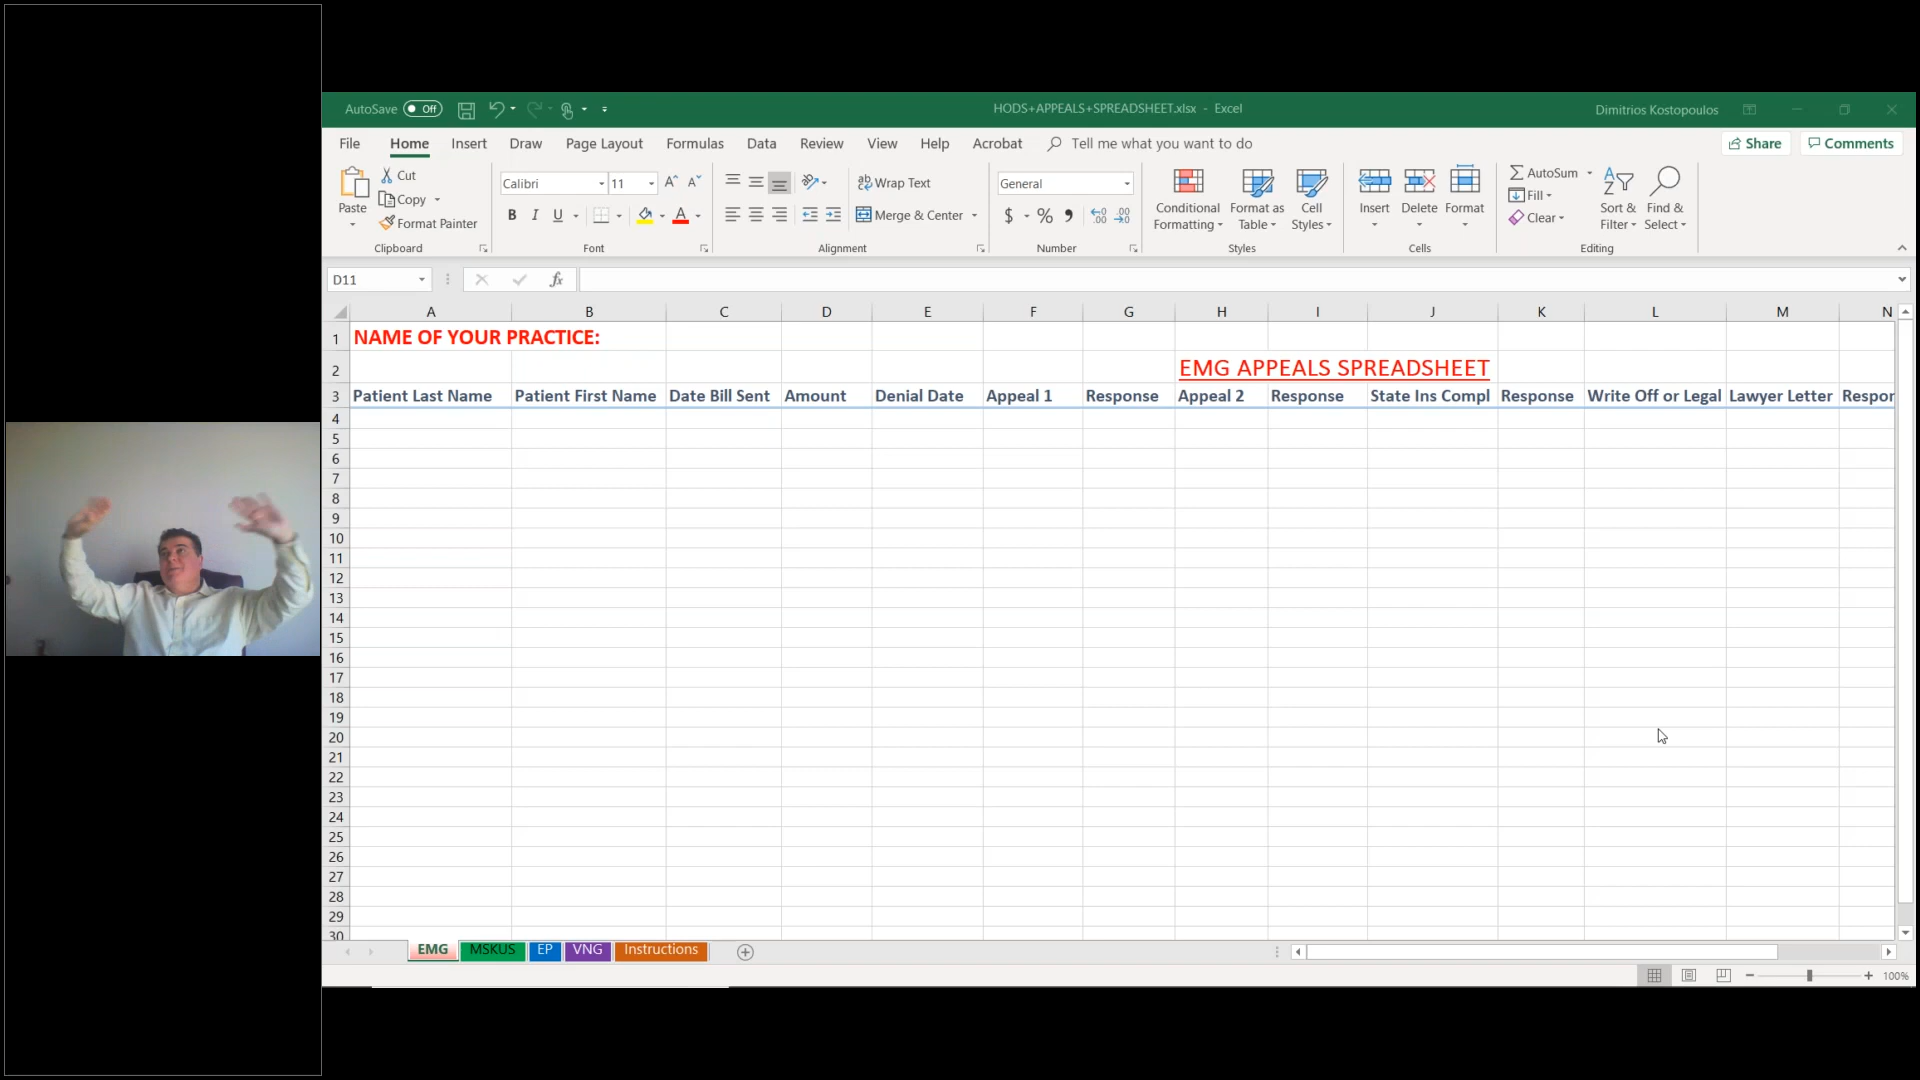 AutoSave Off HODS+APPEALS+SPREADSHEET.xlsx - Excel Dimitrios Kostopoulos
File Home Insert Draw Page Layout Formulas Data Review View Help Acrobat Tell me what you want to do Share Comments
Paste Cut Copy Format Painter Clipboard
Calibri 11 B I U A Font
Wrap Text Merge & Center Alignment
General $ % Number
Conditional Formatting Format as Table Cell Styles Styles
Insert Delete Format Cells
AutoSum Fill Clear Sort & Filter Find & Select Editing
D11 fx
A B C D E F G H I J K L M N
1 NAME OF YOUR PRACTICE:
2 EMG APPEALS SPREADSHEET
3 Patient Last Name Patient First Name Date Bill Sent Amount Denial Date Appeal 1 Response Appeal 2 Response State Ins Compl Response Write Off or Legal Lawyer Letter Respor
4
5
6
7
8
9
10
11
12
13
14
15
16
17
18
19
20
21
22
23
24
25
26
27
28
29
30
EMG MSKUS EP VNG Instructions
100%